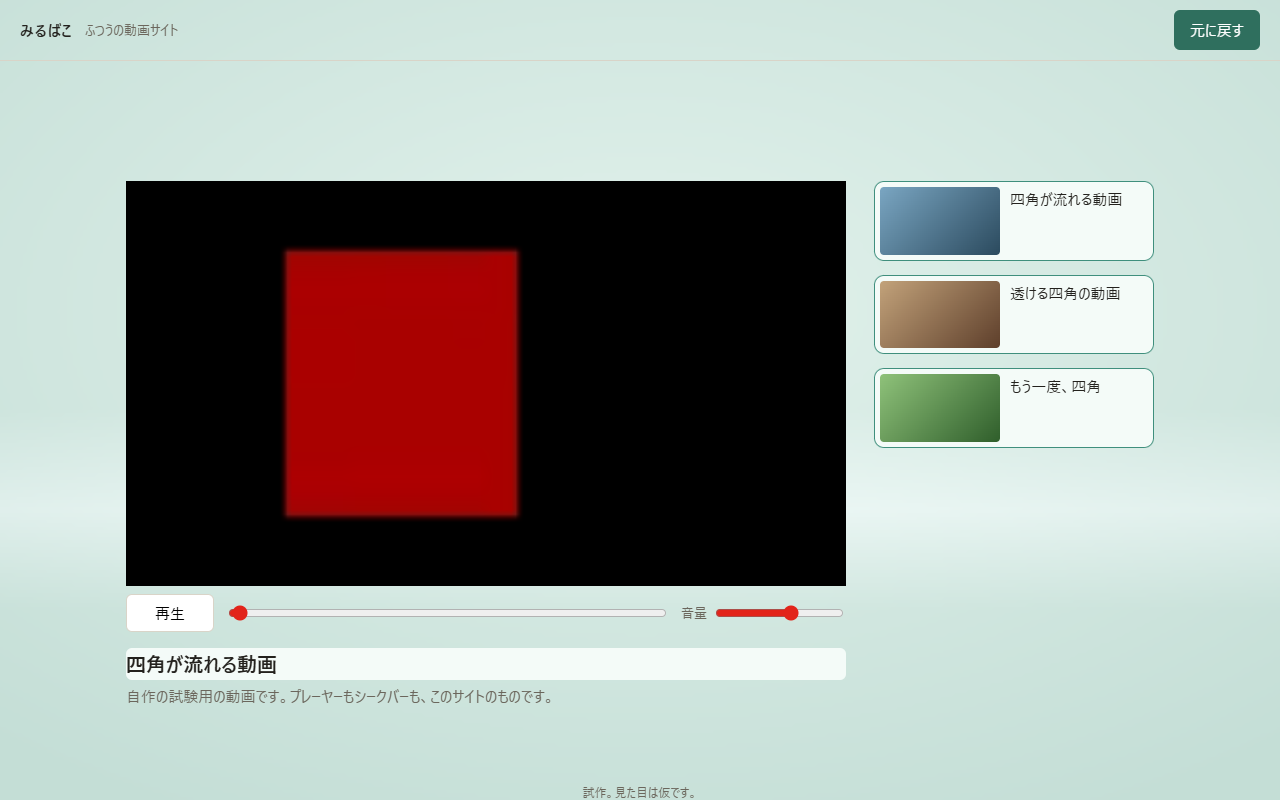 みるばこ ふつうの動画サイト
元に戻す
四角が流れる動画
透ける四角の動画
もう一度、四角
再生
音量
四角が流れる動画
自作の試験用の動画です。プレーヤーもシークバーも、このサイトのものです。
試作。見た目は仮です。